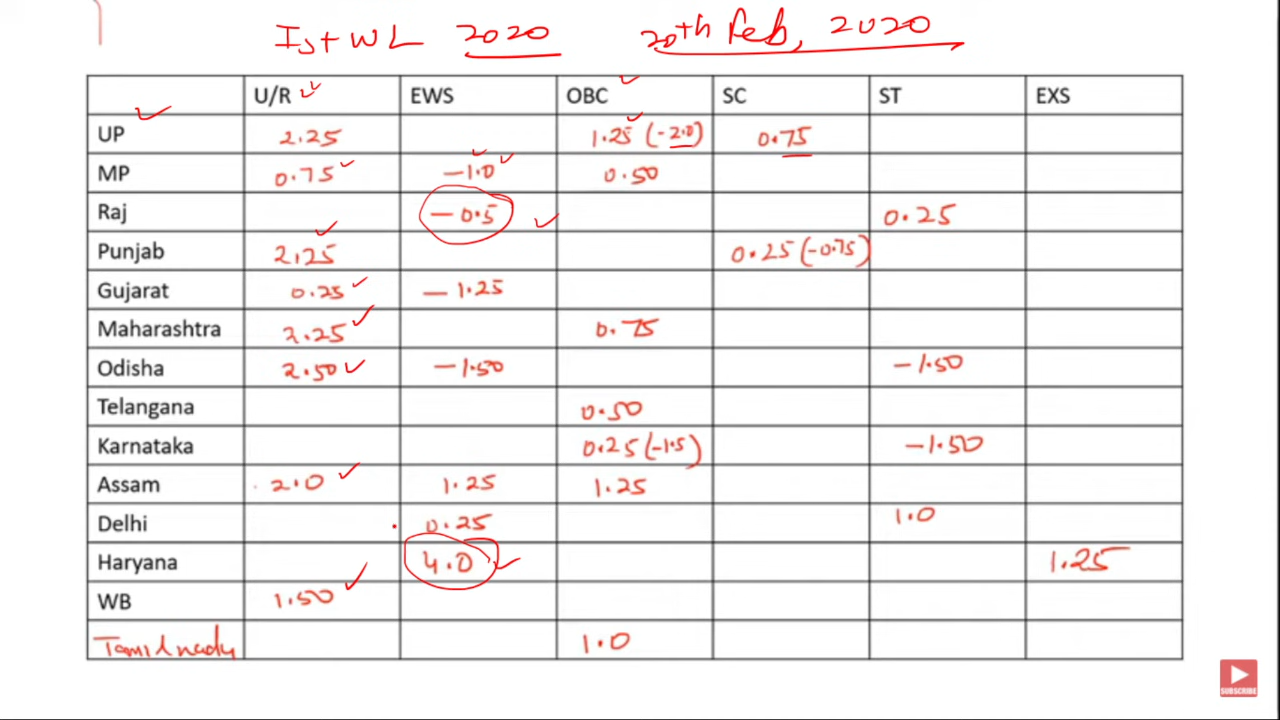 Ist WL 2020 20th Feb, 2020
U/R EWS OBC SC ST EXS
UP 2.25 1.25 (-2.0) 0.75
MP 0.75 -1.0 0.50
Raj -0.5 0.25
Punjab 2.25 0.25 (-0.75)
Gujarat 0.25 -1.25
Maharashtra 2.25 0.75
Odisha 2.50 -1.50 -1.50
Telangana 0.50
Karnataka 0.25 (-1.5) -1.50
Assam 2.0 1.25 1.25
Delhi 0.25 1.0
Haryana 4.0 1.25
WB 1.50
Tamilnadu 1.0
SUBSCRIBE